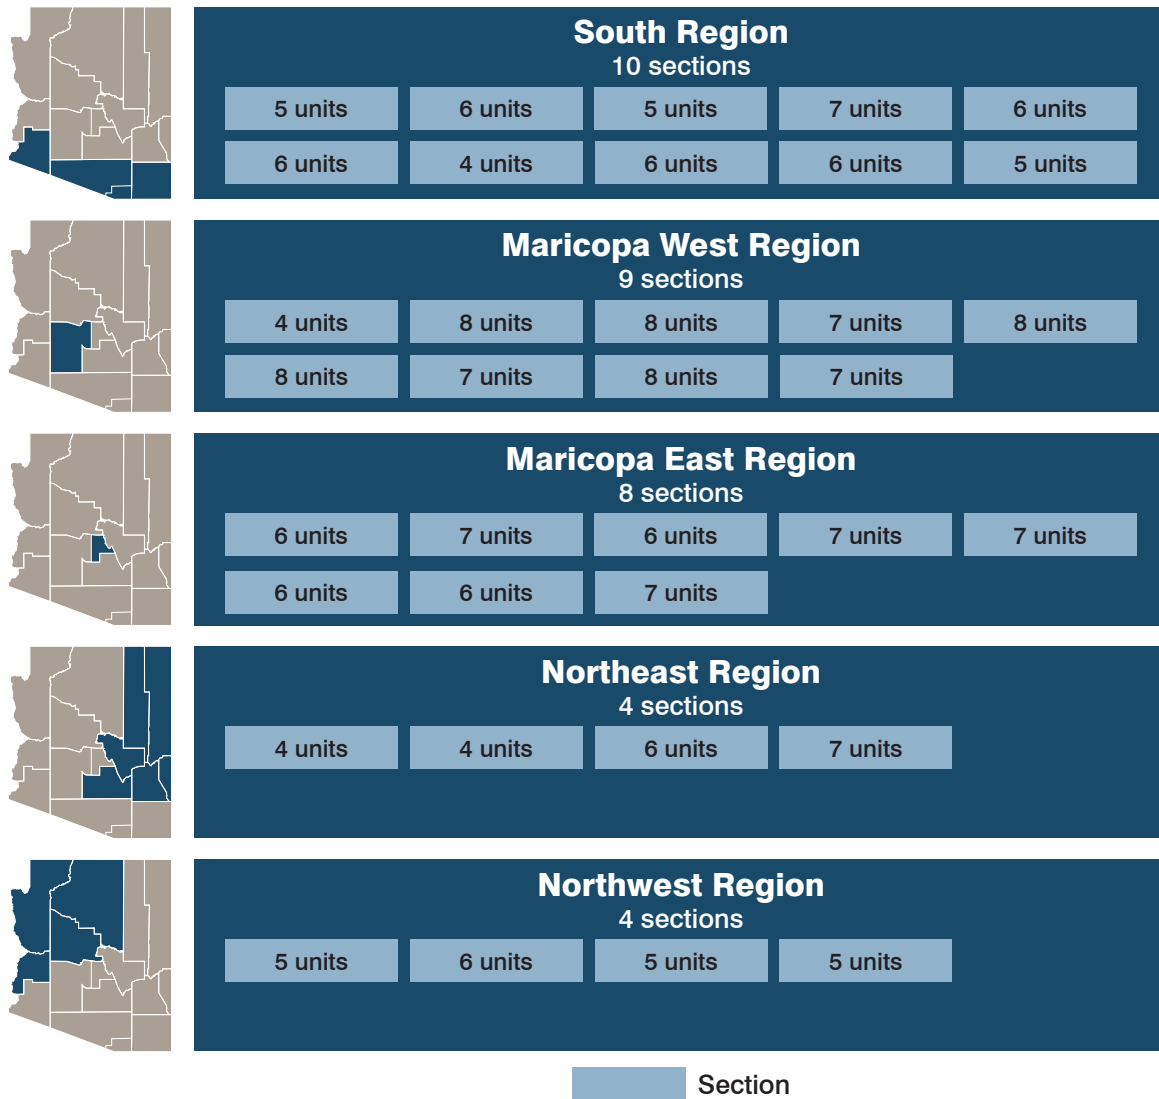 South Region
10 sections
5 units 6 units 5 units 7 units 6 units
6 units 4 units 6 units 6 units 5 units
Maricopa West Region
9 sections
4 units 8 units 8 units 7 units 8 units
8 units 7 units 8 units 7 units
Maricopa East Region
8 sections
6 units 7 units 6 units 7 units 7 units
6 units 6 units 7 units
Northeast Region
4 sections
4 units 4 units 6 units 7 units
Northwest Region
4 sections
5 units 6 units 5 units 5 units
Section